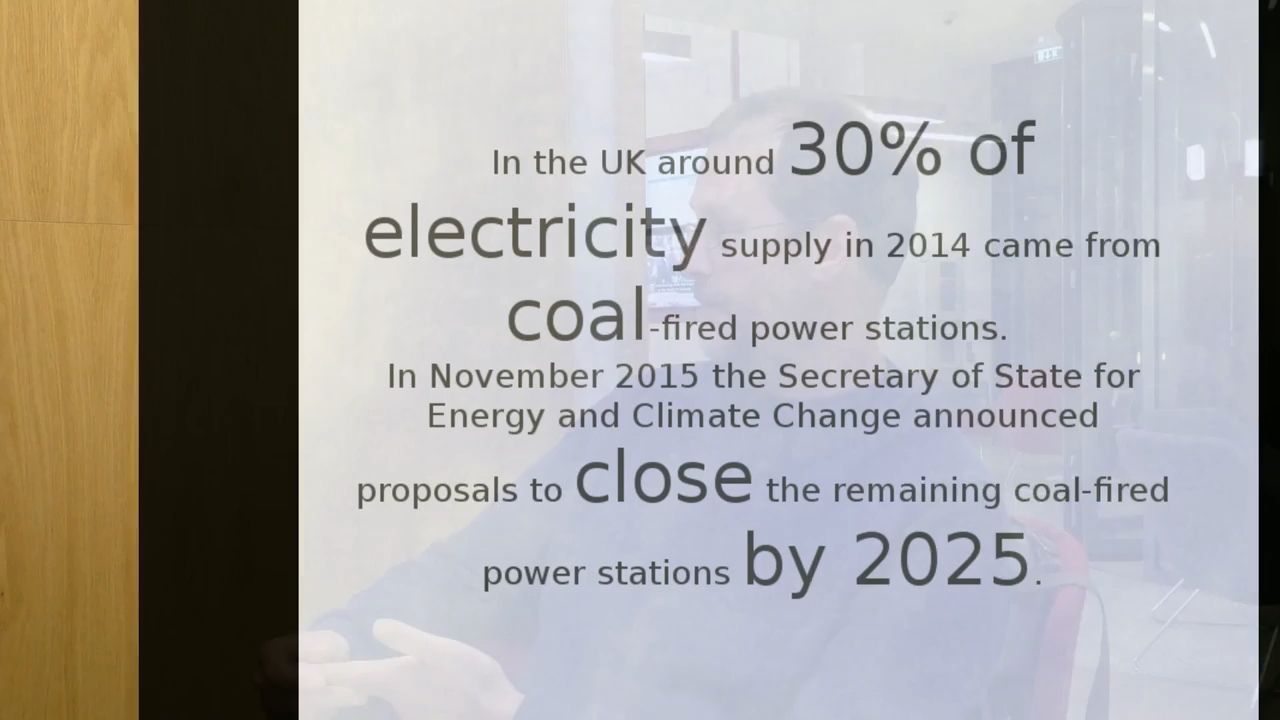 In the UK around 30% of
electricity supply in 2014 came from
coal-fired power stations.
In November 2015 the Secretary of State for
Energy and Climate Change announced
proposals to close the remaining coal-fired
power stations by 2025.